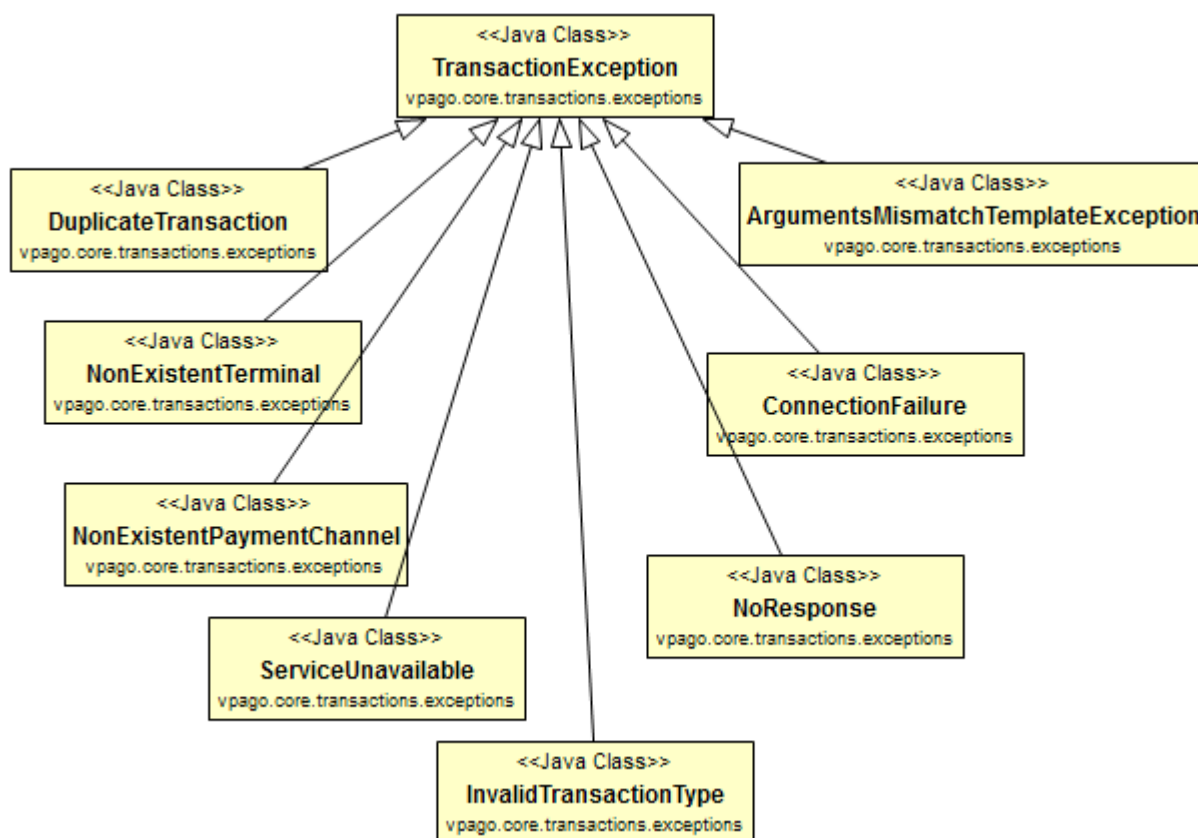 <<Java Class>>
TransactionException
vpago.core.transactions.exceptions
<<Java Class>>
DuplicateTransaction
vpago.core.transactions.exceptions
<<Java Class>>
ArgumentsMismatchTemplateException
vpago.core.transactions.exceptions
<<Java Class>>
NonExistentTerminal
vpago.core.transactions.exceptions
<<Java Class>>
ConnectionFailure
vpago.core.transactions.exceptions
<<Java Class>>
NonExistentPaymentChannel
vpago.core.transactions.exceptions
<<Java Class>>
NoResponse
vpago.core.transactions.exceptions
<<Java Class>>
ServiceUnavailable
vpago.core.transactions.exceptions
<<Java Class>>
InvalidTransactionType
vpago.core.transactions.exceptions